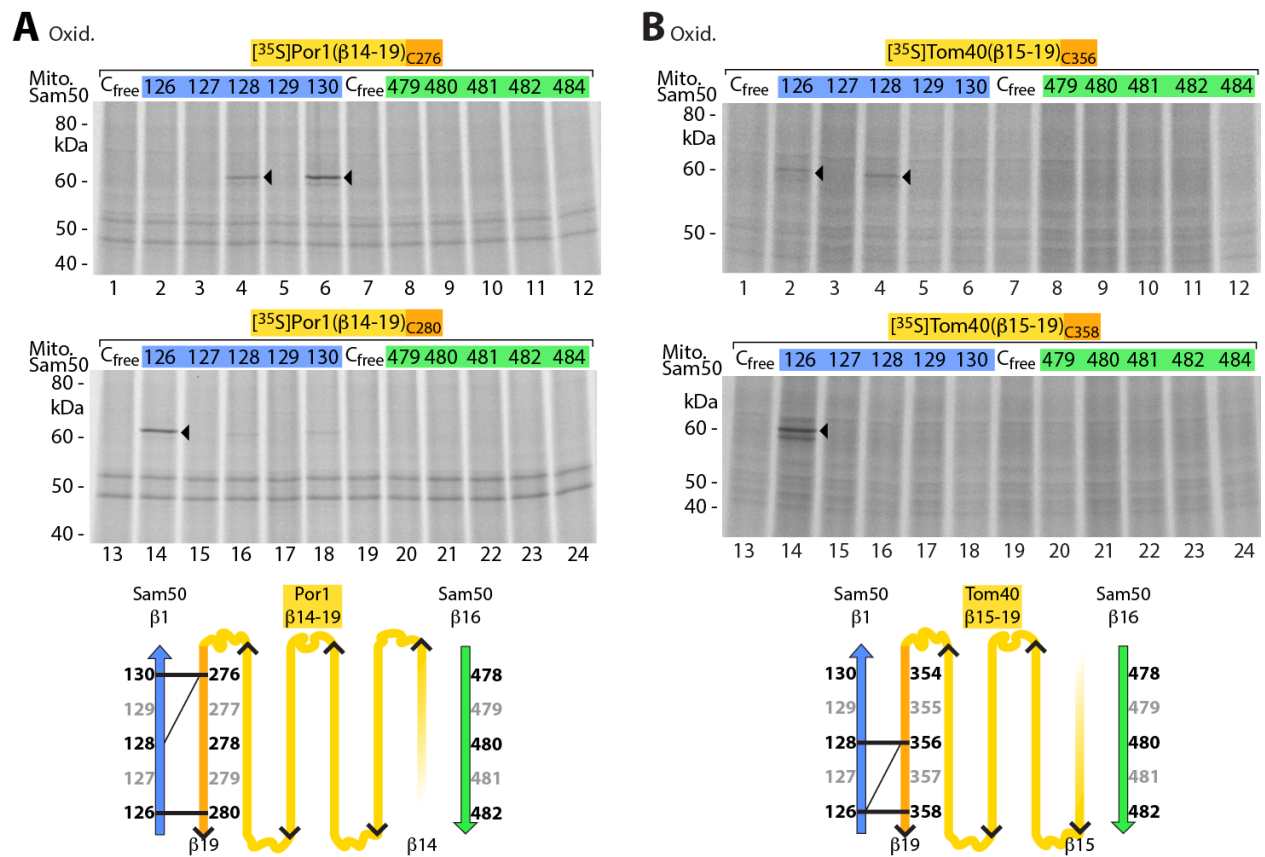 A Oxid.
[³⁵S]Por1(β14-19)C276
Mito. Sam50 Cfree 126 127 128 129 130 Cfree 479 480 481 482 484
80 -
kDa
60 -
50 -
40 -
1 2 3 4 5 6 7 8 9 10 11 12
[³⁵S]Por1(β14-19)C280
Mito. Sam50 Cfree 126 127 128 129 130 Cfree 479 480 481 482 484
80 -
kDa
60 -
50 -
40 -
13 14 15 16 17 18 19 20 21 22 23 24
Sam50 β1
Por1 β14-19
Sam50 β16
130 276 478
129 277 479
128 278 480
127 279 481
126 280 482
β19 β14
B Oxid.
[³⁵S]Tom40(β15-19)C356
Mito. Sam50 Cfree 126 127 128 129 130 Cfree 479 480 481 482 484
80 -
kDa
60 -
50 -
1 2 3 4 5 6 7 8 9 10 11 12
[³⁵S]Tom40(β15-19)C358
Mito. Sam50 Cfree 126 127 128 129 130 Cfree 479 480 481 482 484
kDa
60 -
50 -
40 -
13 14 15 16 17 18 19 20 21 22 23 24
Sam50 β1
Tom40 β15-19
Sam50 β16
130 354 478
129 355 479
128 356 480
127 357 481
126 358 482
β19 β15